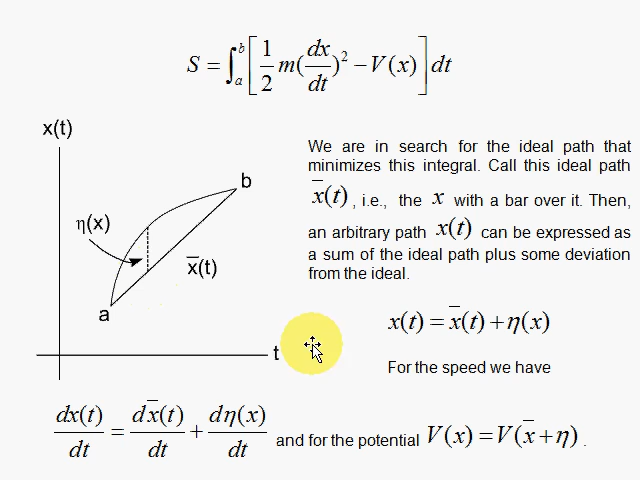 S = ∫_a^b [ 1/2 m(dx/dt)^2 − V(x) ] dt
x(t)
b
η(x)
x̄(t)
a
t
We are in search for the ideal path that
minimizes this integral. Call this ideal path
x̄(t) , i.e., the x with a bar over it. Then,
an arbitrary path x(t) can be expressed as
a sum of the ideal path plus some deviation
from the ideal.
x(t) = x̄(t) + η(x)
For the speed we have
dx(t)/dt = dx̄(t)/dt + dη(x)/dt and for the potential V(x) = V(x̄ + η) .